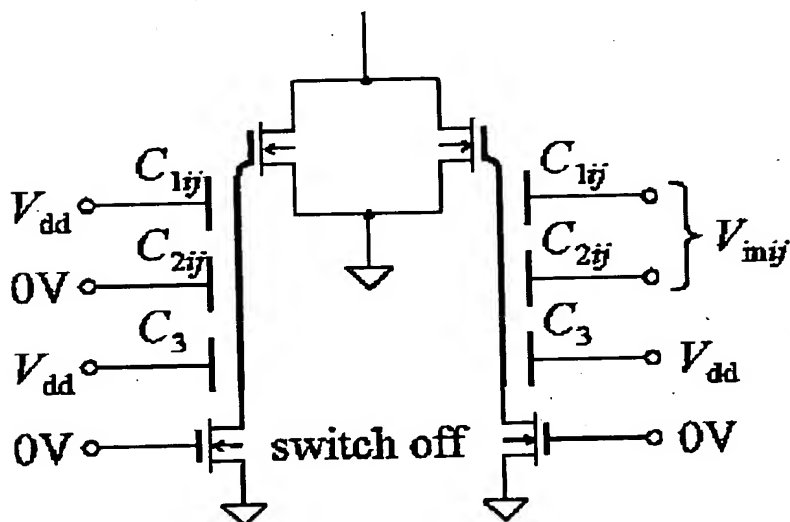 C1ij C1ij
Vdd
C2ij C2ij Vinij
0V
C3 C3
Vdd Vdd
0V switch off 0V